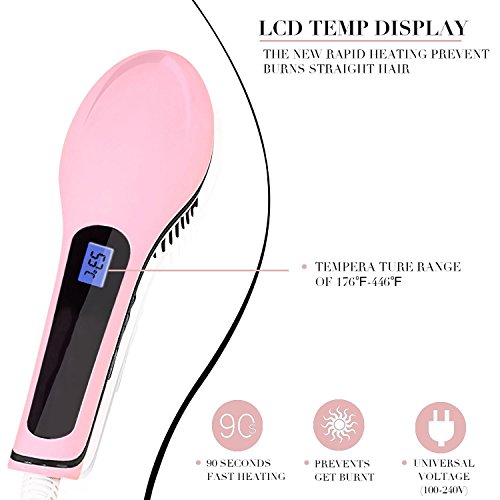 LCD TEMP DISPLAY
THE NEW RAPID HEATING PREVENT
BURNS STRAIGHT HAIR
TEMPERA TURE RANGE
OF 176℉-446℉
90S
90 SECONDS
FAST HEATING
PREVENTS
GET BURNT
UNIVERSAL
VOLTAGE
(100-240V)